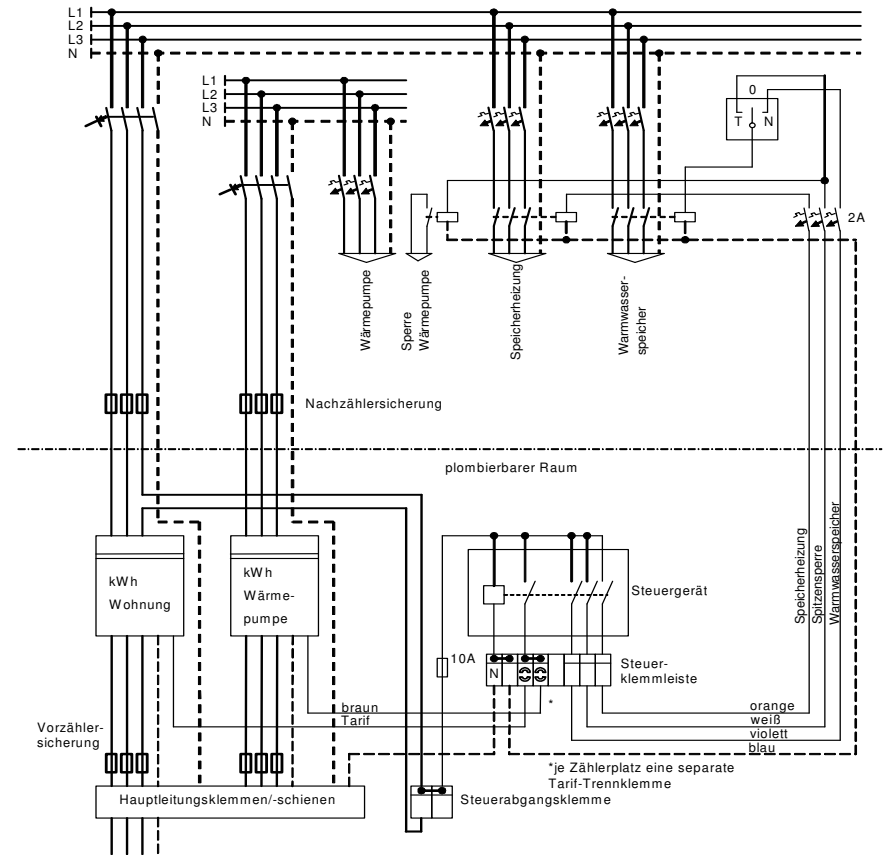 L1
L2
L3
N
L1
L2
L3
N
0
T N
2A
Wärmepumpe
Sperre
Wärmepumpe
Speicherheizung
Warmwasser-
speicher
Nachzählersicherung
plombierbarer Raum
kWh
Wohnung
kWh
Wärme-
pumpe
Steuergerät
Speicherheizung
Spitzensperre
Warmwasserspeicher
10A
N
Steuer-
klemmleiste
*
braun
Tarif
orange
weiß
violett
blau
Vorzähler-
sicherung
*je Zählerplatz eine separate
Tarif-Trennklemme
Hauptleitungsklemmen/-schienen
Steuerabgangsklemme